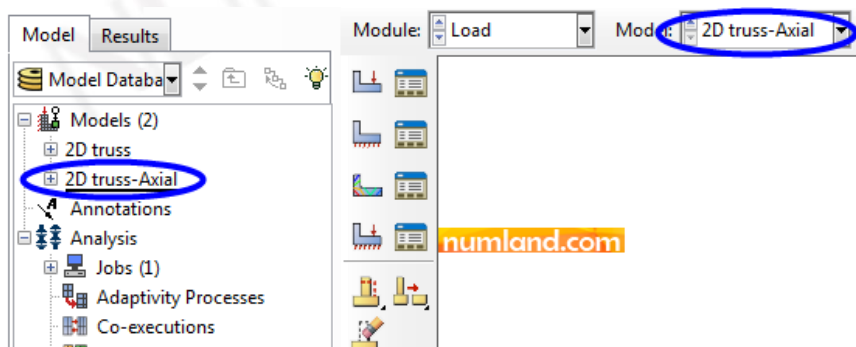 Model Results
Module: Load Model: 2D truss-Axial
Model Databa
Models (2)
2D truss
2D truss-Axial
Annotations
Analysis
Jobs (1)
Adaptivity Processes
Co-executions
numland.com